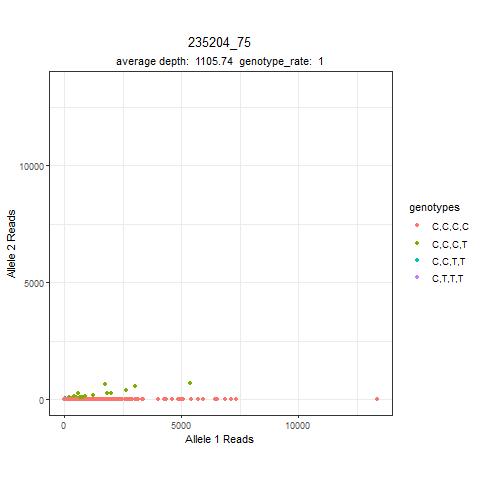 235204_75
average depth: 1105.74 genotype_rate: 1
10000
5000
0
Allele 2 Reads
0 5000 10000
Allele 1 Reads
genotypes
C,C,C,C
C,C,C,T
C,C,T,T
C,T,T,T